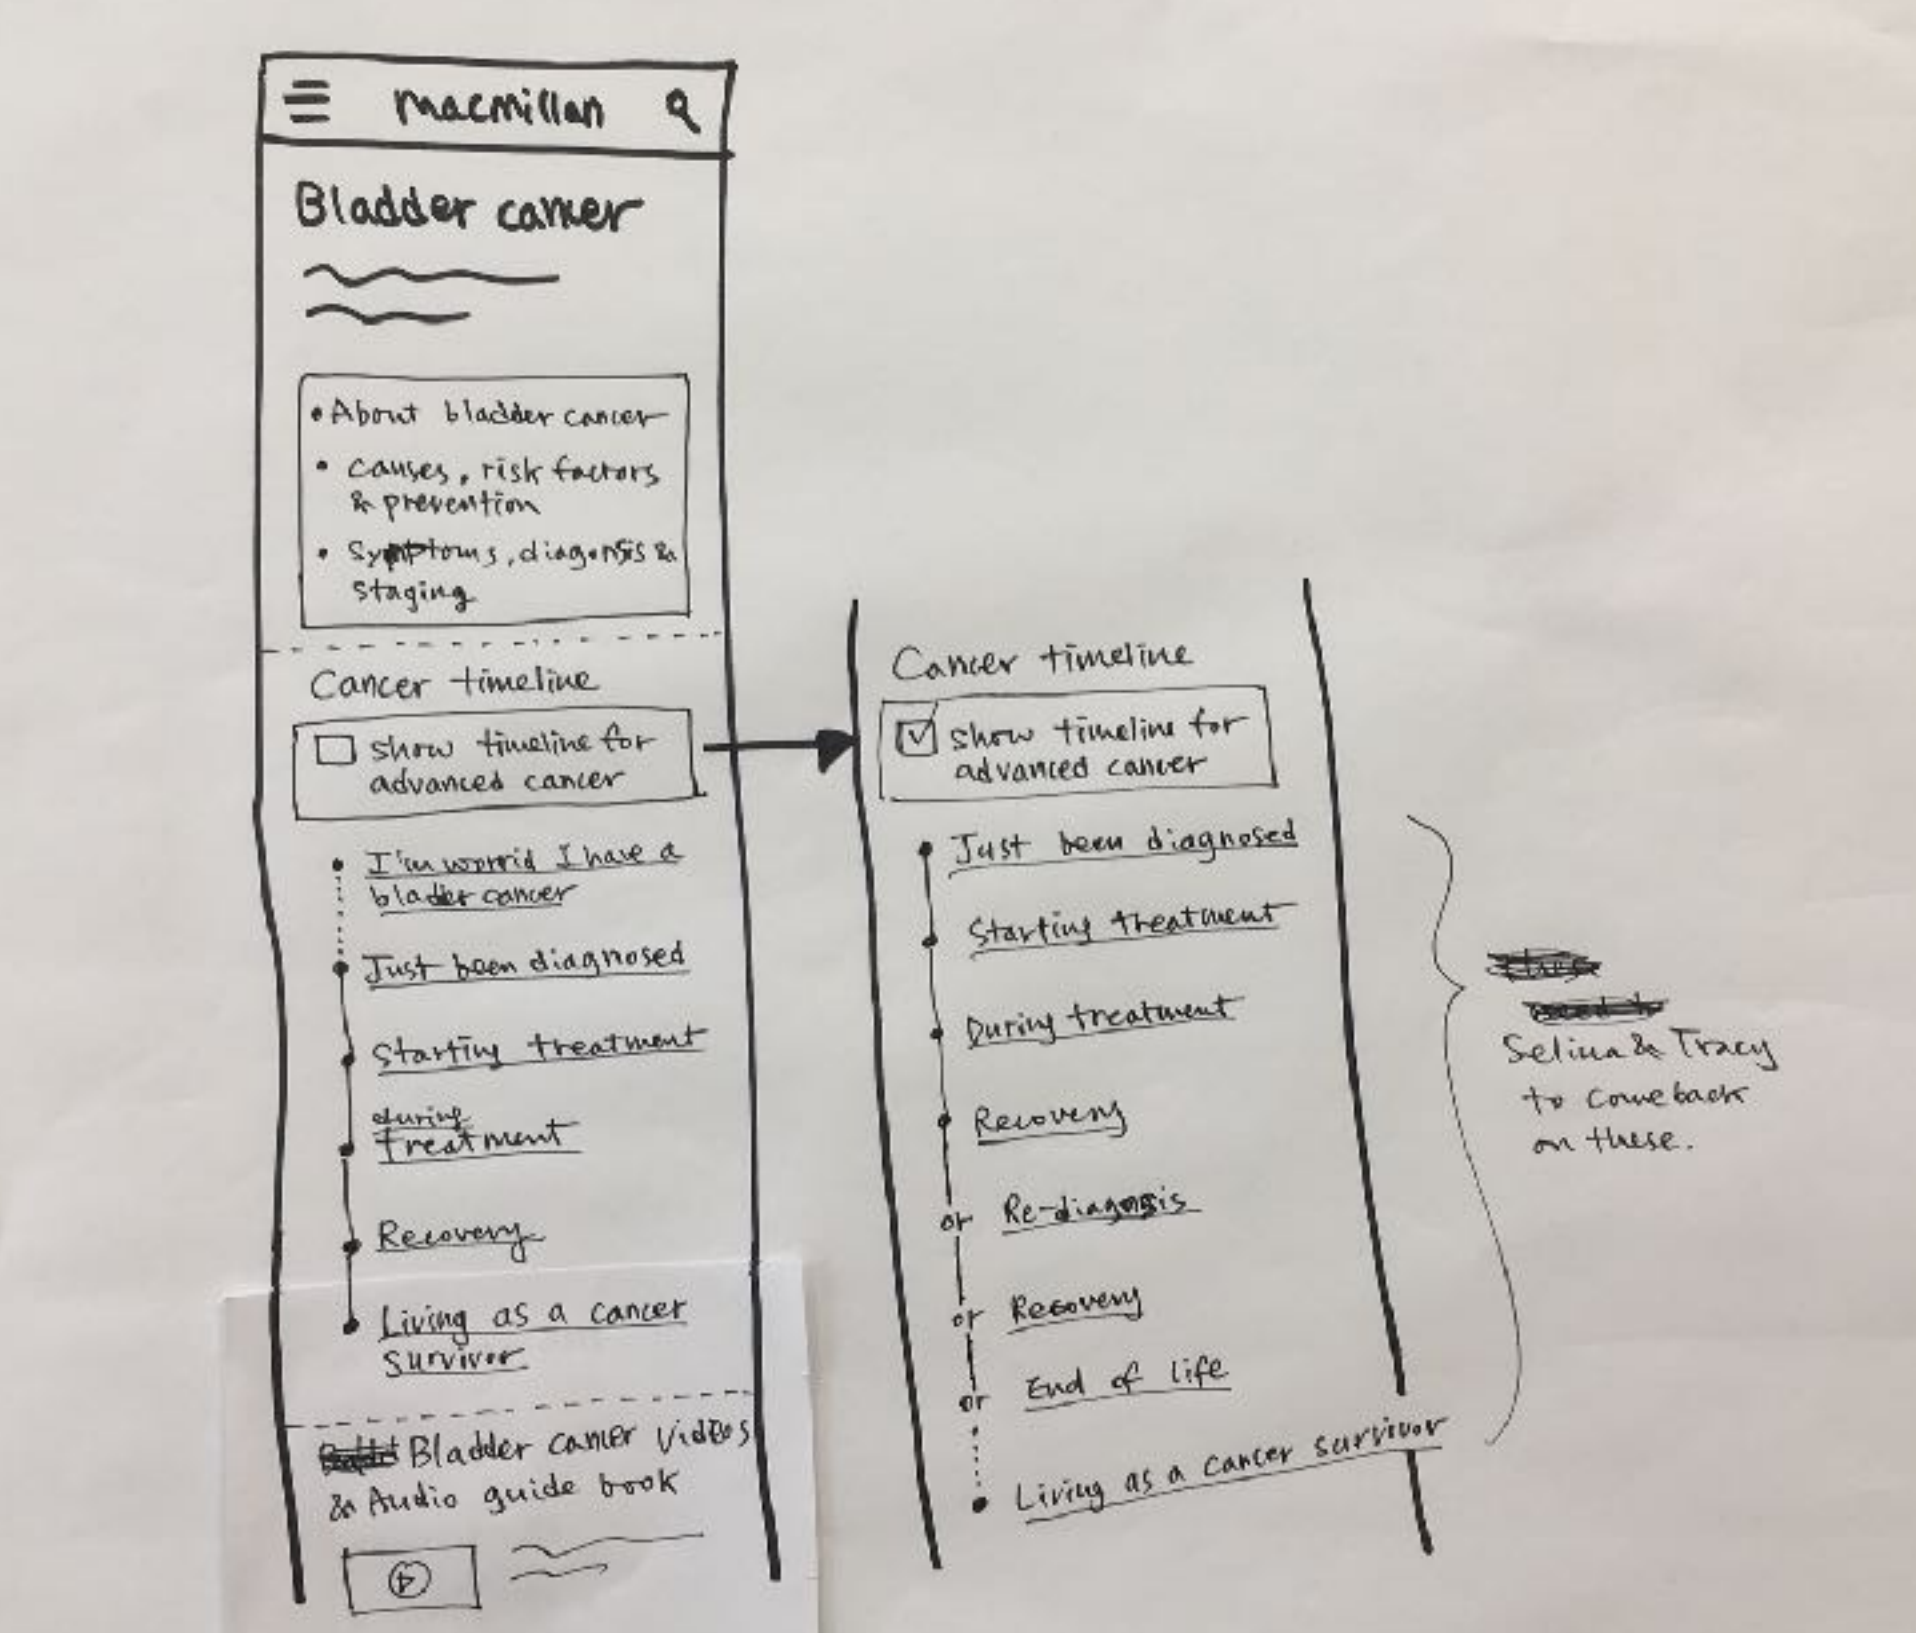 macmillan
Bladder cancer
• About bladder cancer
• causes, risk factors
& prevention
• Symptoms, diagonsis &
staging
Cancer timeline
show timeline for
advanced cancer
I'm worrid I have a
bladder cancer
Just been diagnosed
Starting treatment
during
treatment
Recovery
Living as a cancer
survivor
Bladder cancer Videos
& Audio guide book
Cancer timeline
show timeline for
advanced cancer
Just been diagnosed
Starting treatment
During treatment
Recovery
or Re-diagnosis
or Recovery
or End of life
Living as a cancer survivor
Selina & Tracy
to comeback
on these.